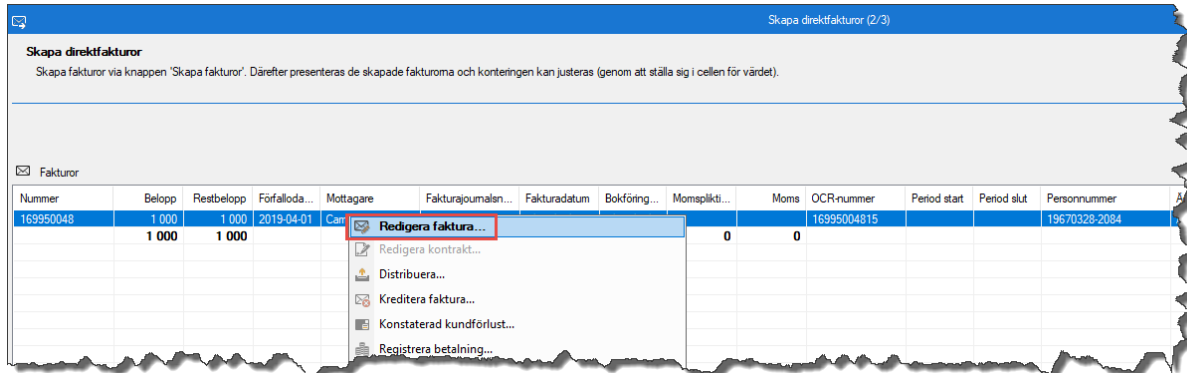 Skapa direktfakturor (2/3)
Skapa direktfakturor
Skapa fakturor via knappen 'Skapa fakturor'. Därefter presenteras de skapade fakturorna och konteringen kan justeras (genom att ställa sig i cellen för värdet).
Fakturor
Nummer Belopp Restbelopp Förfalloda... Mottagare Fakturajournalsn... Fakturadatum Bokföring... Momsplikti... Moms OCR-nummer Period start Period slut Personnummer
169950048 1 000 1 000 2019-04-01 16995004815 19670328-2084
1 000 1 000 0 0
Redigera faktura...
Redigera kontrakt...
Distribuera...
Kreditera faktura...
Konstaterad kundförlust...
Registrera betalning...